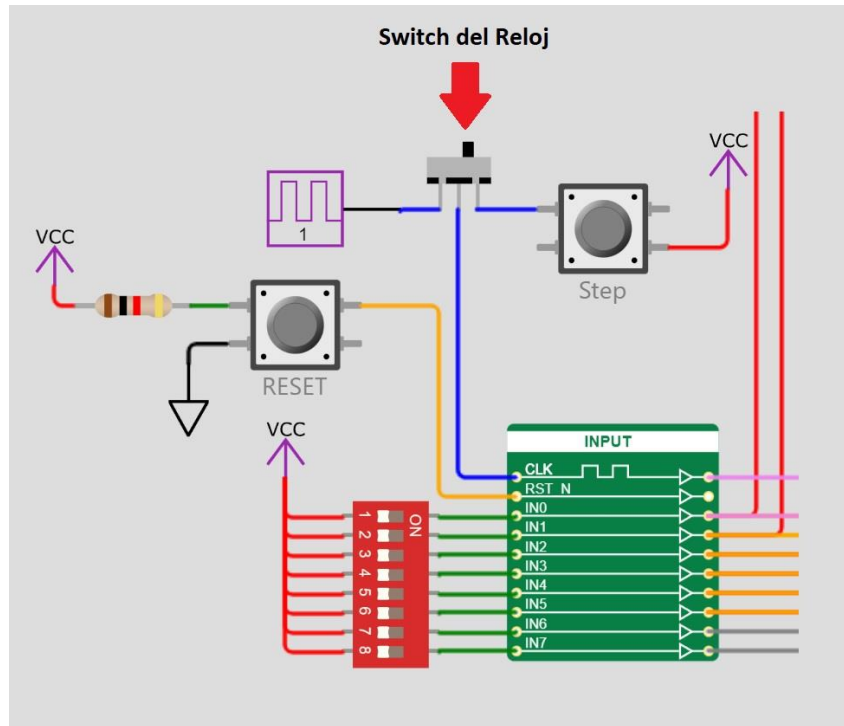 Switch del Reloj
VCC
1
Step
VCC
RESET
VCC
INPUT
CLK
RST_N
IN0
IN1
IN2
IN3
IN4
IN5
IN6
IN7
ON
1
2
3
4
5
6
7
8